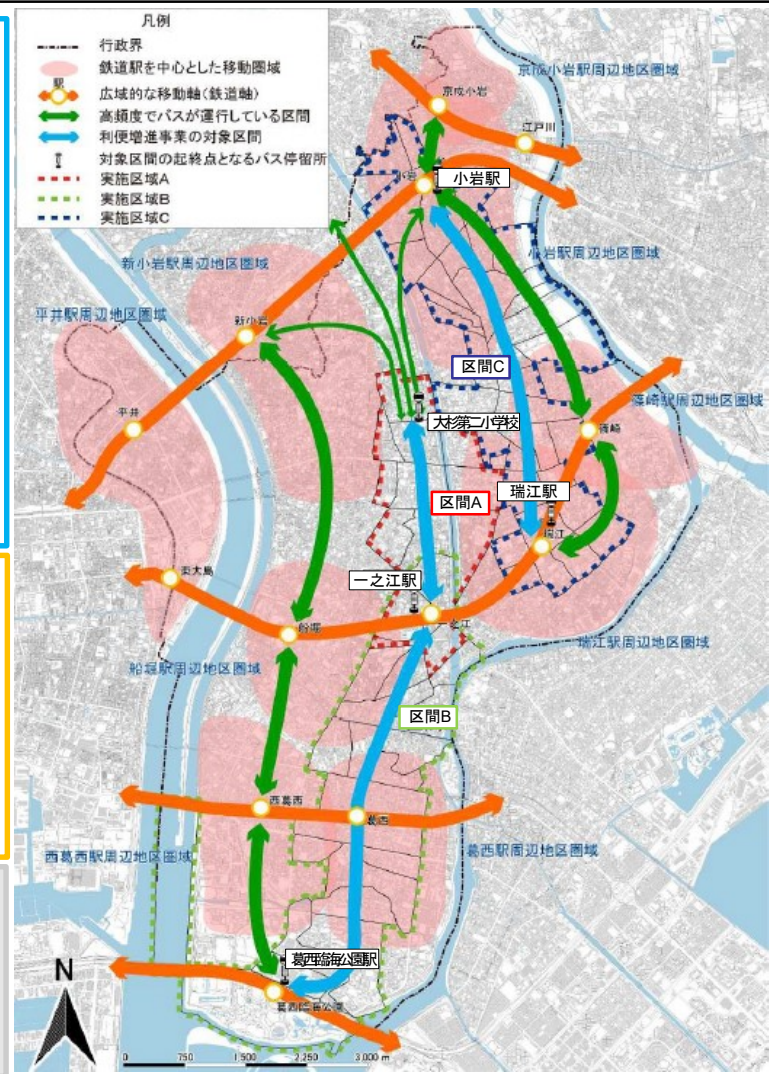 凡例
行政界
鉄道駅を中心とした移動圏域
駅
広域的な移動軸(鉄道軸)
高頻度でバスが運行している区間
利便増進事業の対象区間
対象区間の起終点となるバス停留所
実施区域A
実施区域B
実施区域C
京成小岩駅周辺地区圏域
京成小岩
江戸川
小岩
小岩駅
小岩駅周辺地区圏域
新小岩駅周辺地区圏域
平井駅周辺地区圏域
新小岩
区間C
篠崎駅周辺地区圏域
平井
大杉第二小学校
篠崎
瑞江駅
区間A
瑞江
一之江駅
東大島
一之江
船堀
瑞江駅周辺地区圏域
船堀駅周辺地区圏域
区間B
西葛西
葛西
西葛西駅周辺地区圏域
葛西駅周辺地区圏域
葛西臨海公園駅
葛西臨海公園
N
0 750 1,500 2,250 3,000 m